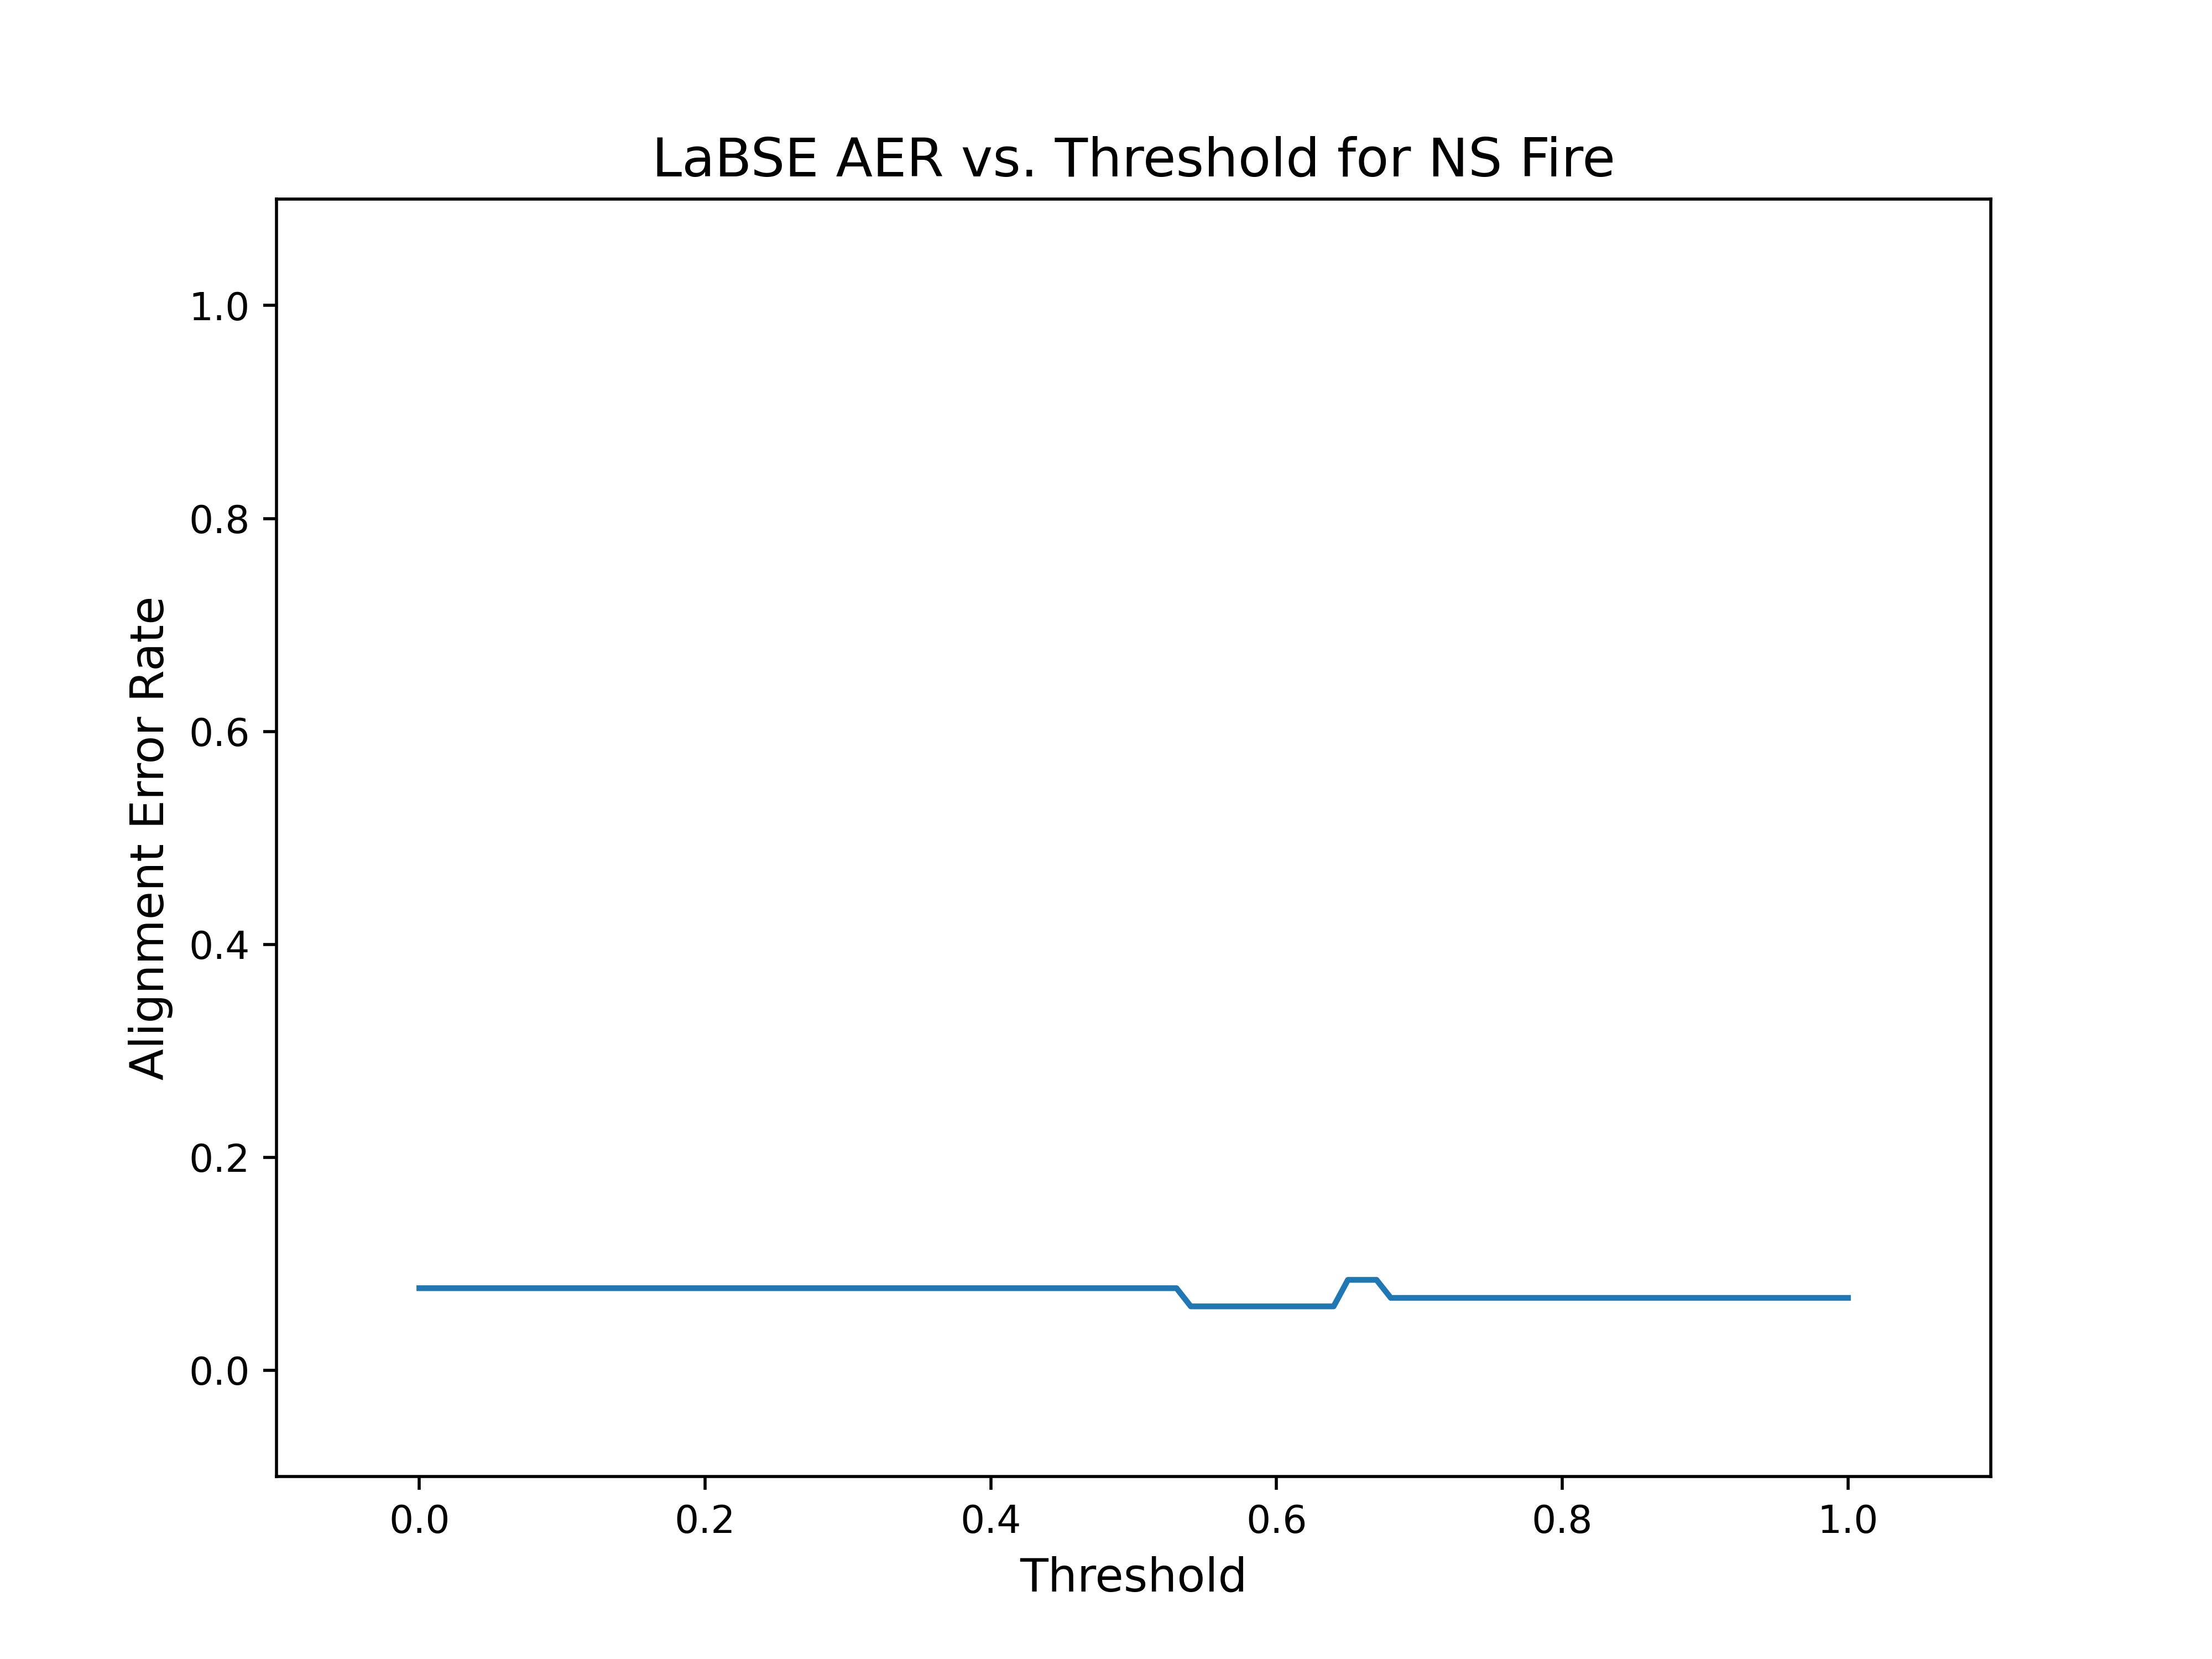 LaBSE AER vs. Threshold for NS Fire
Alignment Error Rate
1.0
0.8
0.6
0.4
0.2
0.0
0.0 0.2 0.4 0.6 0.8 1.0
Threshold